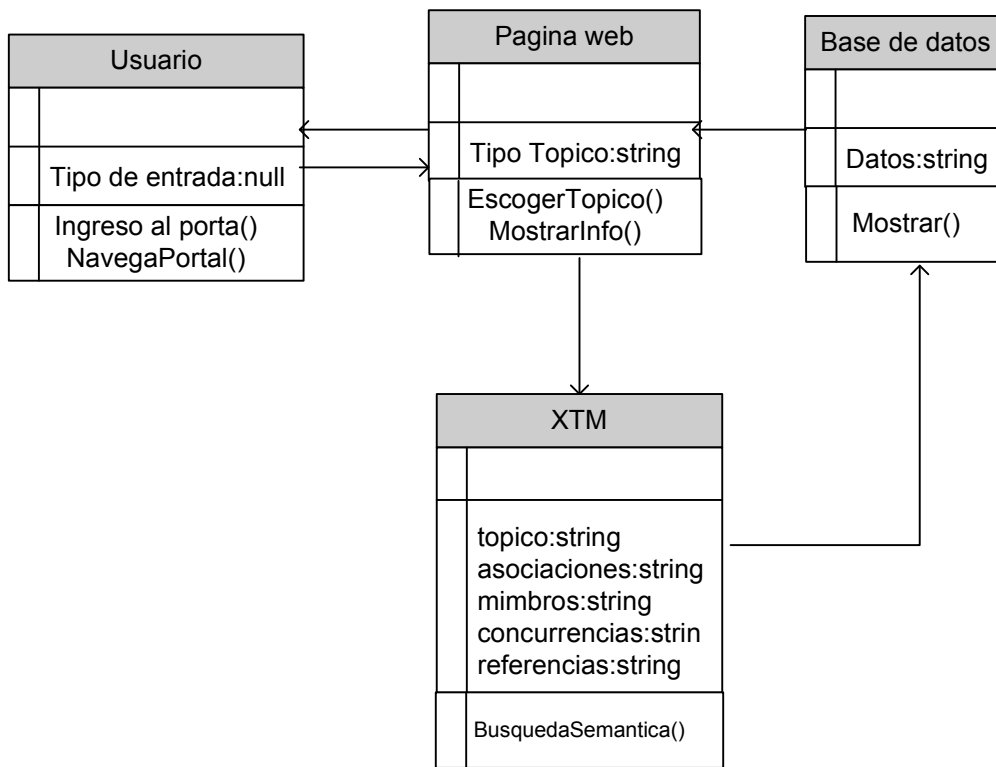 Usuario
Tipo de entrada:null
Ingreso al porta()
NavegaPortal()
Pagina web
Tipo Topico:string
EscogerTopico()
MostrarInfo()
Base de datos
Datos:string
Mostrar()
XTM
topico:string
asociaciones:string
mimbros:string
concurrencias:strin
referencias:string
BusquedaSemantica()